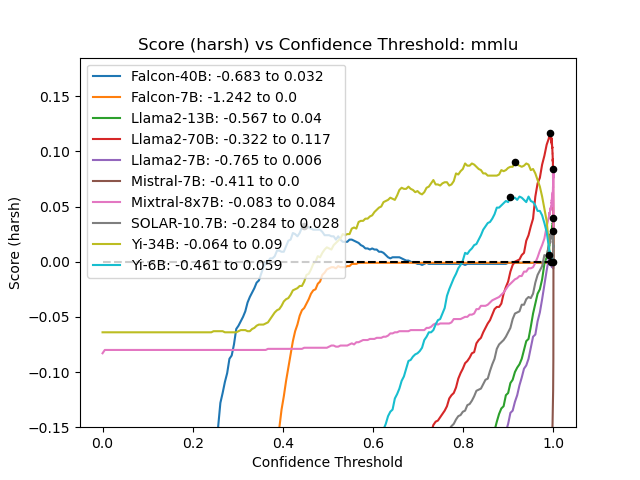 Score (harsh) vs Confidence Threshold: mmlu
Score (harsh)
0.15
0.10
0.05
0.00
−0.05
−0.10
−0.15
Falcon-40B: -0.683 to 0.032
Falcon-7B: -1.242 to 0.0
Llama2-13B: -0.567 to 0.04
Llama2-70B: -0.322 to 0.117
Llama2-7B: -0.765 to 0.006
Mistral-7B: -0.411 to 0.0
Mixtral-8x7B: -0.083 to 0.084
SOLAR-10.7B: -0.284 to 0.028
Yi-34B: -0.064 to 0.09
Yi-6B: -0.461 to 0.059
0.0 0.2 0.4 0.6 0.8 1.0
Confidence Threshold